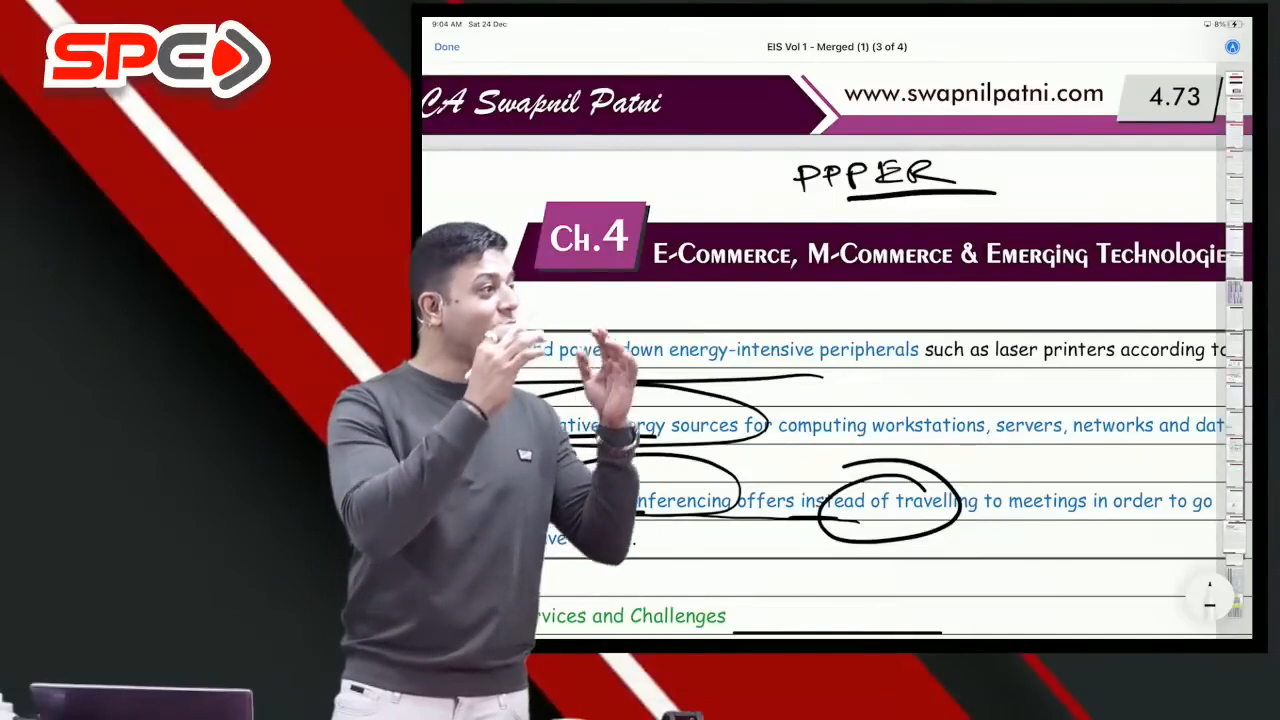 SPC
9:04 AM Sat 24 Dec
8%
Done
EIS Vol 1 - Merged (1) (3 of 4)
CA Swapnil Patni
www.swapnilpatni.com
4.73
PPPER
Ch.4
E-Commerce, M-Commerce & Emerging Technologie
down energy-intensive peripherals such as laser printers according to
sources for computing workstations, servers, networks and dat
nferencing offers instead of travelling to meetings in order to go
rvices and Challenges